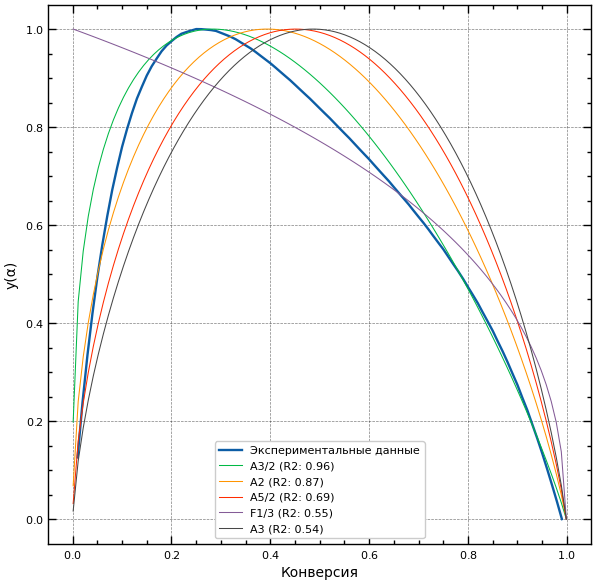 y(α)
1.0
0.8
0.6
0.4
0.2
0.0
Экспериментальные данные
A3/2 (R2: 0.96)
A2 (R2: 0.87)
A5/2 (R2: 0.69)
F1/3 (R2: 0.55)
A3 (R2: 0.54)
0.0 0.2 0.4 0.6 0.8 1.0
Конверсия